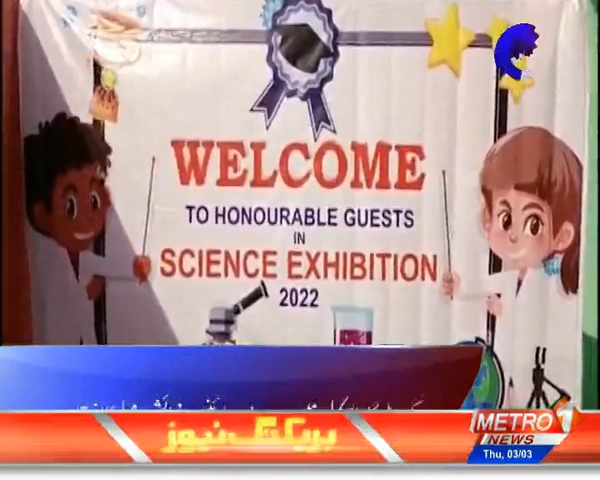 WELCOME
TO HONOURABLE GUESTS
IN
SCIENCE EXHIBITION
2022
بریکنگ نیوز
METRO 1
NEWS
Thu, 03/03